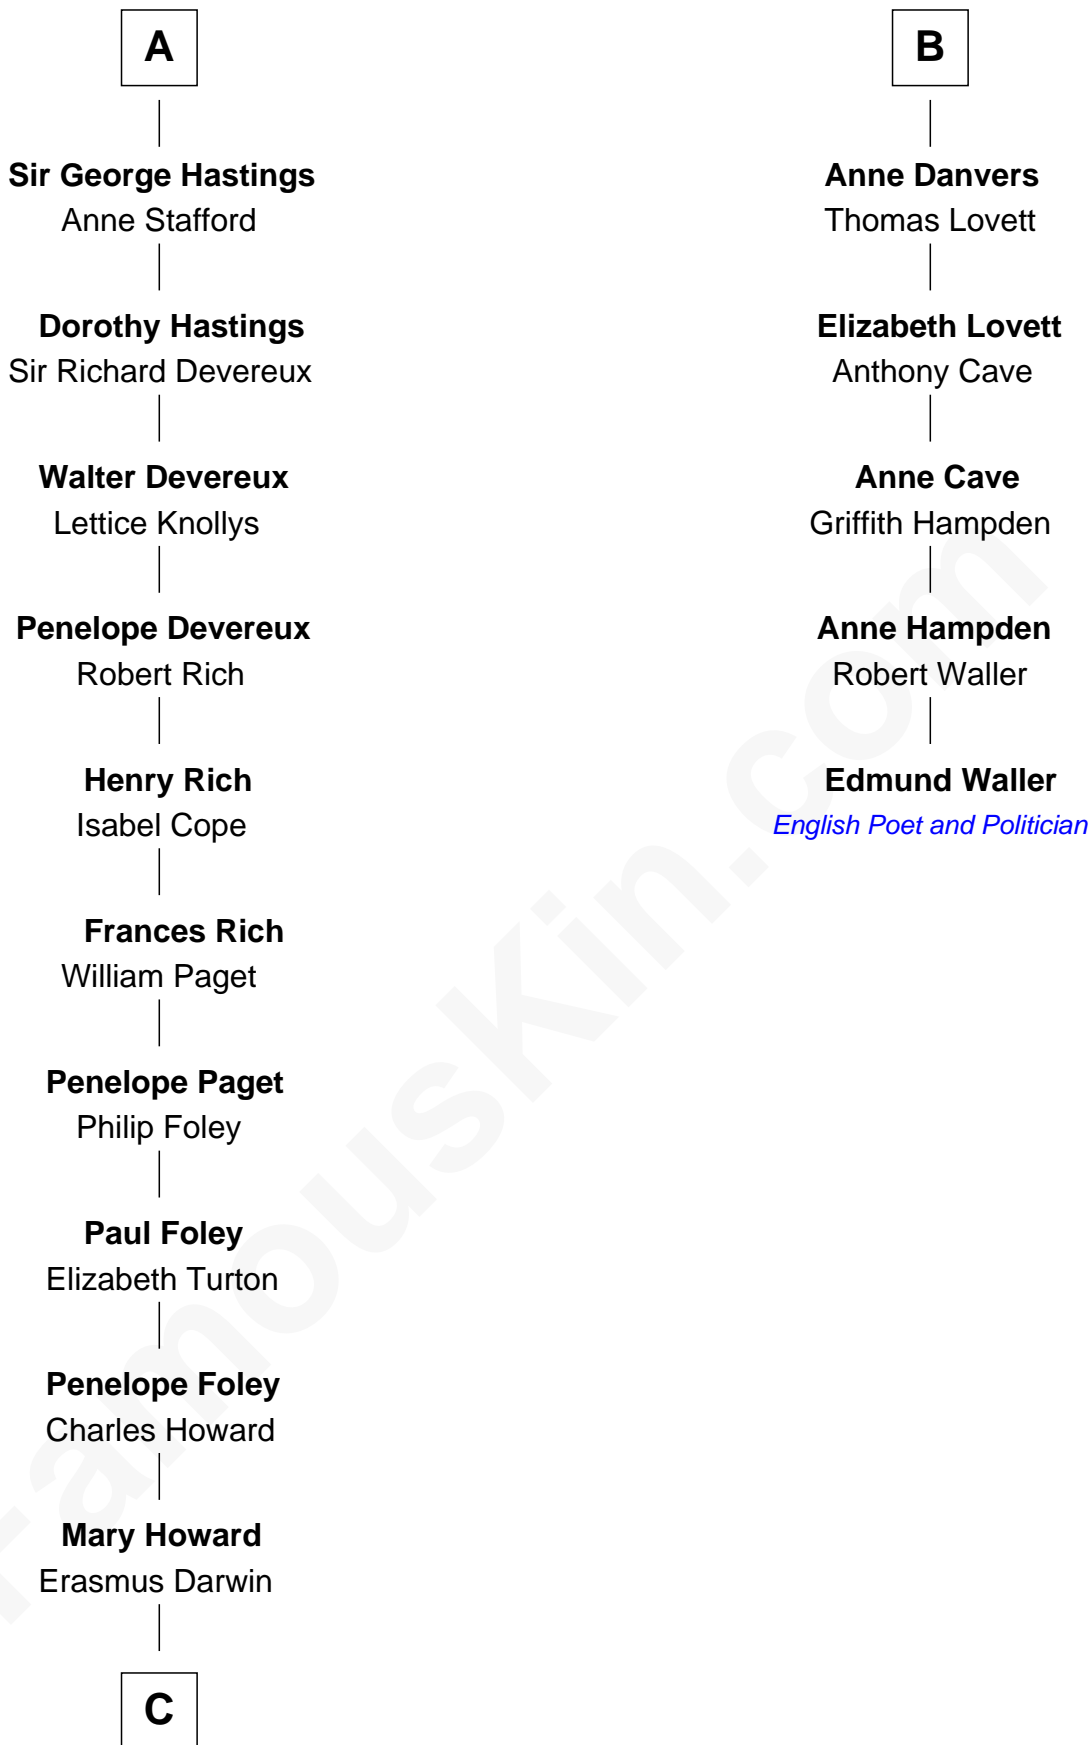 A
Sir George Hastings
Anne Stafford
Dorothy Hastings
Sir Richard Devereux
Walter Devereux
Lettice Knollys
Penelope Devereux
Robert Rich
Henry Rich
Isabel Cope
Frances Rich
William Paget
Penelope Paget
Philip Foley
Paul Foley
Elizabeth Turton
Penelope Foley
Charles Howard
Mary Howard
Erasmus Darwin
C
B
Anne Danvers
Thomas Lovett
Elizabeth Lovett
Anthony Cave
Anne Cave
Griffith Hampden
Anne Hampden
Robert Waller
Edmund Waller
English Poet and Politician
FamousKin.com